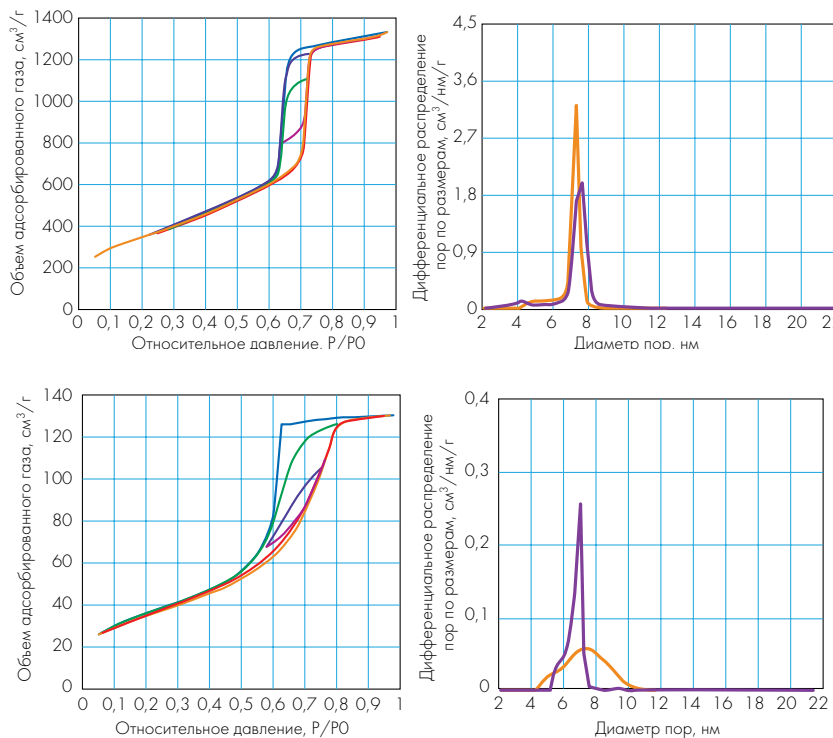 Объем адсорбированного газа, см³/г
1400
1200
1000
800
600
400
200
0
0 0,1 0,2 0,3 0,4 0,5 0,6 0,7 0,8 0,9 1
Относительное давление, P/P0
Дифференциальное распределение
пор по размерам, см³/нм/г
4,5
3,6
2,7
1,8
0,9
0
2 4 6 8 10 12 14 16 18 20 22
Диаметр пор, нм
Объем адсорбированного газа, см³/г
140
120
100
80
60
40
20
0
0 0,1 0,2 0,3 0,4 0,5 0,6 0,7 0,8 0,9 1
Относительное давление, P/P0
Дифференциальное распределение
пор по размерам, см³/нм/г
0,4
0,3
0,2
0,1
0
2 4 6 8 10 12 14 16 18 20 22
Диаметр пор, нм